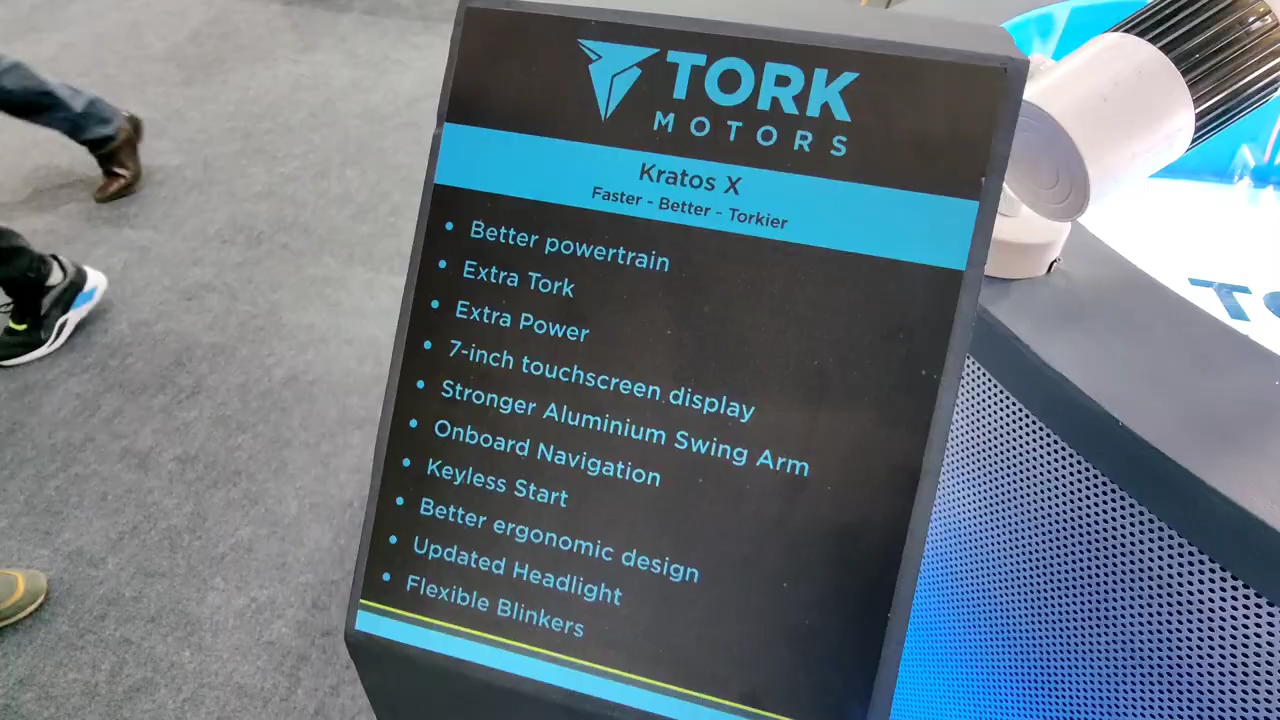 TORK
MOTORS
Kratos X
Faster - Better - Torkier
• Better powertrain
• Extra Tork
• Extra Power
• 7-inch touchscreen display
• Stronger Aluminium Swing Arm
• Onboard Navigation
• Keyless Start
• Better ergonomic design
• Updated Headlight
• Flexible Blinkers